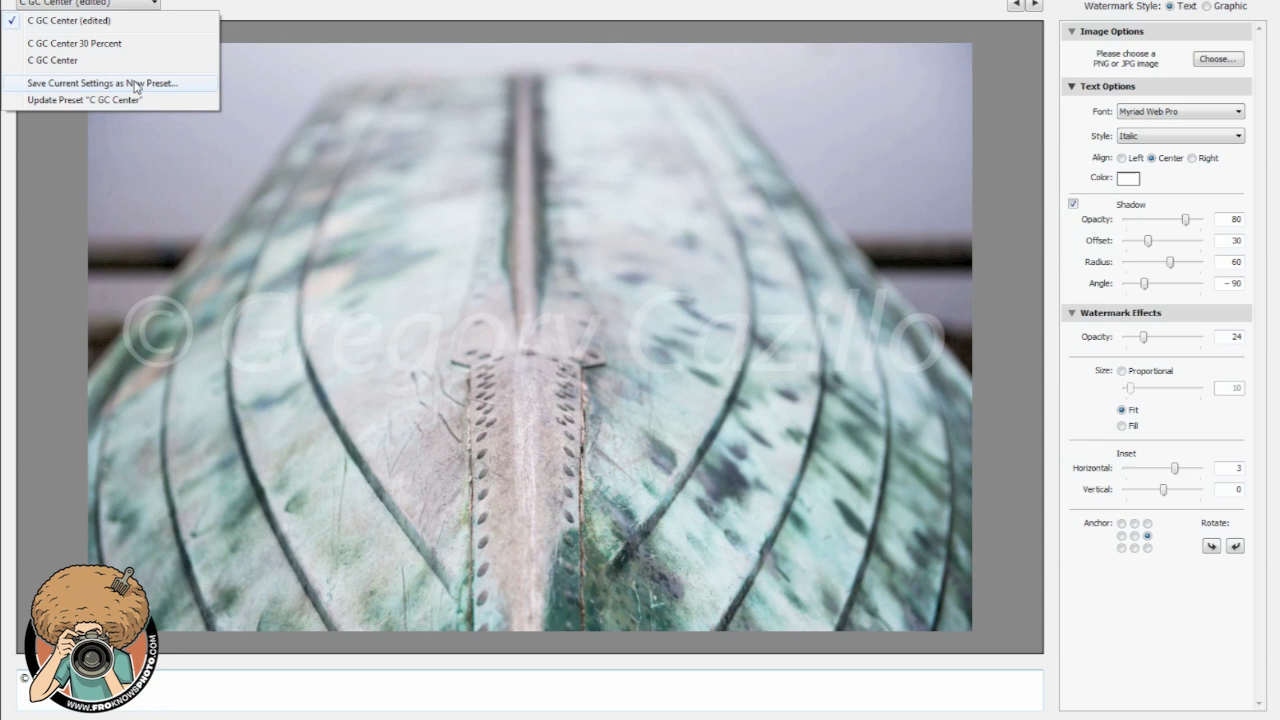 C GC Center (edited)
Watermark Style: Text Graphic
C GC Center (edited)
C GC Center 30 Percent
C GC Center
Save Current Settings as New Preset...
Update Preset "C GC Center"
Image Options
Please choose a
PNG or JPG image
Choose...
Text Options
Font: Myriad Web Pro
Style: Italic
Align: Left Center Right
Color:
Shadow
Opacity: 80
Offset: 30
Radius: 60
Angle: - 90
Watermark Effects
Opacity: 24
Size: Proportional
10
Fit
Fill
Inset
Horizontal: 3
Vertical: 0
Anchor: Rotate:
© Gregory Cazillo
©
WWW.FROKNOWSPHOTO.COM